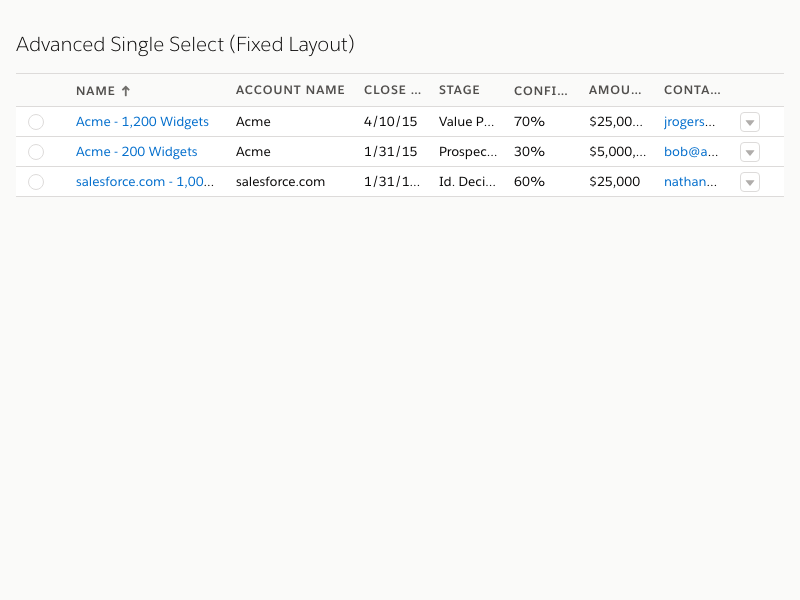 Advanced Single Select (Fixed Layout)
NAME ↑ ACCOUNT NAME CLOSE ... STAGE CONFI... AMOU... CONTA...
Acme - 1,200 Widgets Acme 4/10/15 Value P... 70% $25,00... jrogers...
Acme - 200 Widgets Acme 1/31/15 Prospec... 30% $5,000,... bob@a...
salesforce.com - 1,00... salesforce.com 1/31/1... Id. Deci... 60% $25,000 nathan...